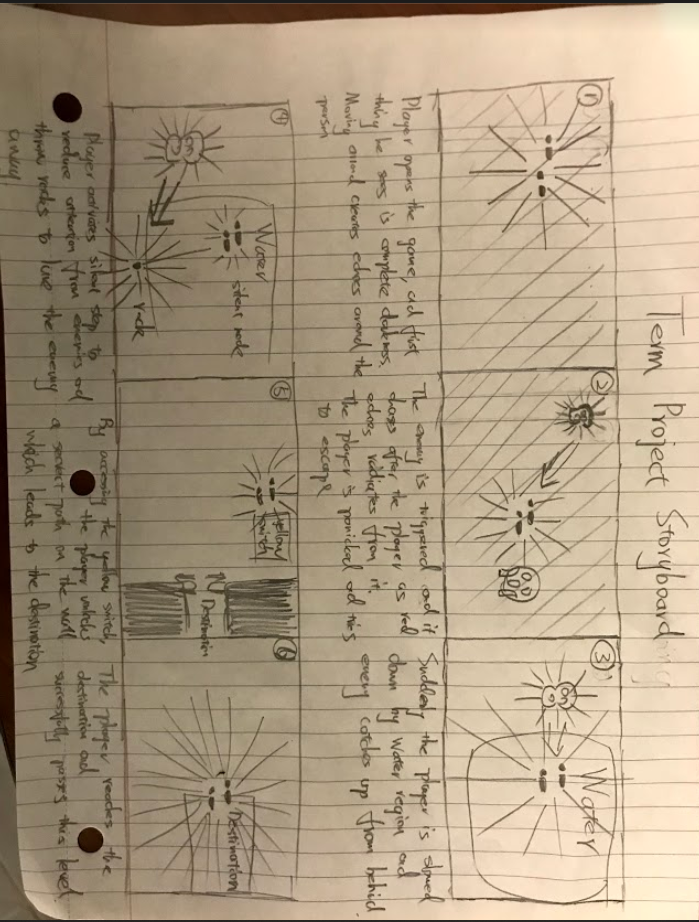 Term Project Storyboarding
①
②
③
Water
Player opens the game, and first
thing he sees is complete darkness.
Moving around creates echoes around the
person
The enemy is triggered and it
chases after the player as red
echoes radiates from it.
The player is panicked and tries
to escape
Suddenly the player is slowed
down by Water region and
enemy catches up from behind
④
Water
silent mode
rock
⑤
Yellow
switch
Destination
⑥
Destination
Player activates silent step to
reduce attention from enemies and
throw rocks to lure the enemy
away
By accessing the yellow switch,
the player unlocks
a secret path on the wall
which leads to the destination
The player reaches the
destination and
successfully passes this level